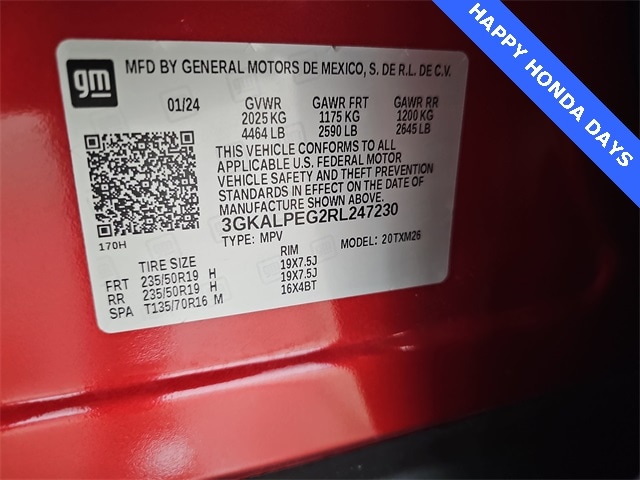 HAPPY HONDA DAYS
gm
MFD BY GENERAL MOTORS DE MEXICO, S. DE R.L. DE C.V.
01/24 GVWR GAWR FRT GAWR RR
2025 KG 1175 KG 1200 KG
4464 LB 2590 LB 2645 LB
THIS VEHICLE CONFORMS TO ALL
APPLICABLE U.S. FEDERAL MOTOR
VEHICLE SAFETY AND THEFT PREVENTION
STANDARDS IN EFFECT ON THE DATE OF
MANUFACTURE SHOWN ABOVE.
3GKALPEG2RL247230
170H TYPE: MPV MODEL: 20TXM26
TIRE SIZE RIM
FRT 235/50R19 H 19X7.5J
RR 235/50R19 H 19X7.5J
SPA T135/70R16 M 16X4BT